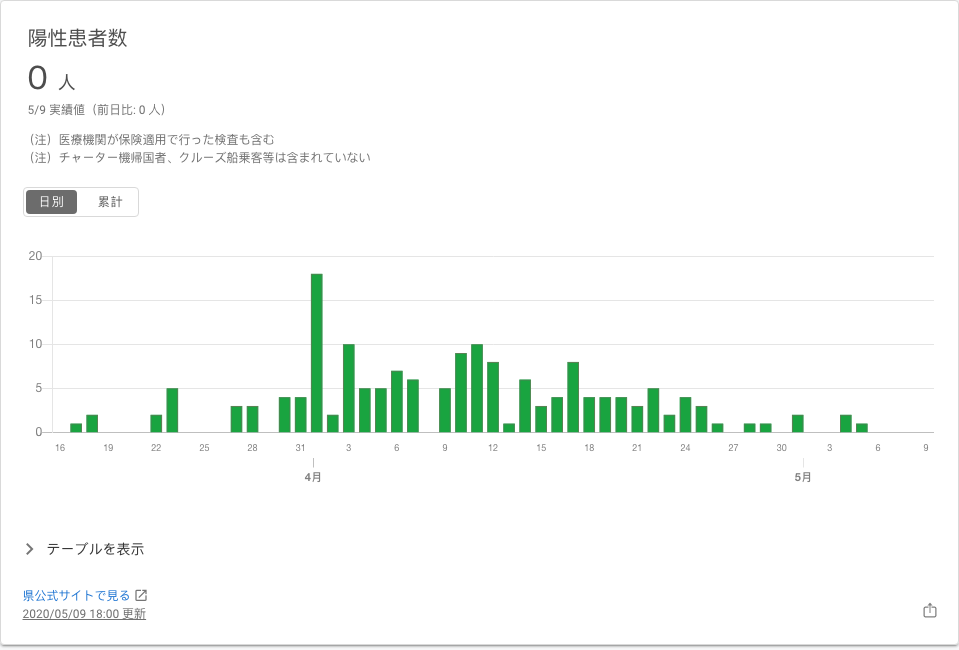 陽性患者数
0 人
5/9 実績値（前日比: 0 人）
（注）医療機関が保険適用で行った検査も含む
（注）チャーター機帰国者、クルーズ船乗客等は含まれていない
日別 累計
20
15
10
5
0
16 19 22 25 28 31 3 6 9 12 15 18 21 24 27 30 3 6 9
4月 5月
テーブルを表示
県公式サイトで見る
2020/05/09 18:00 更新